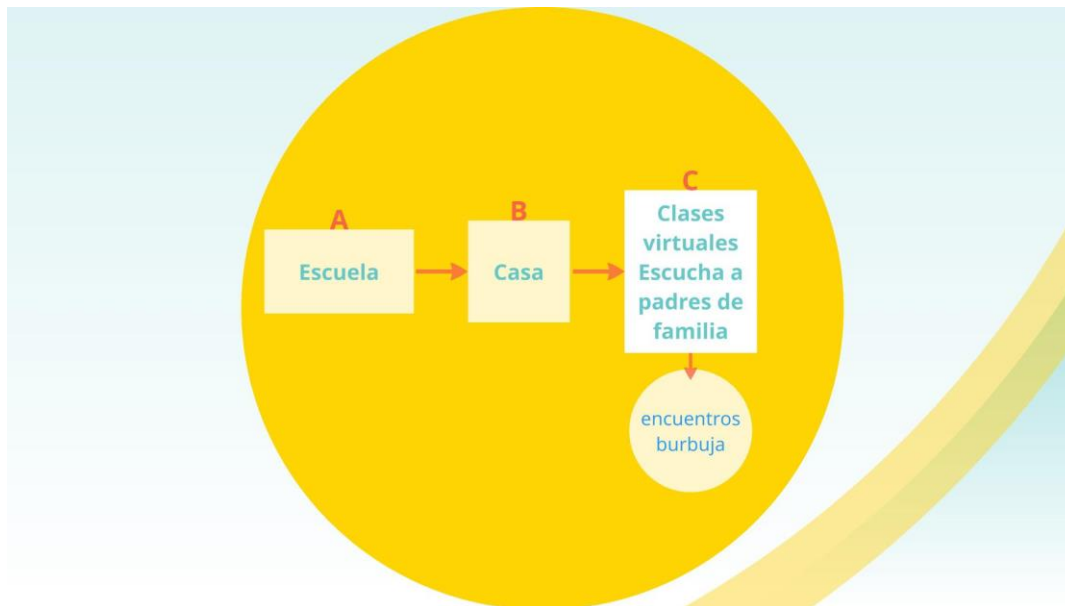 A
Escuela
B
Casa
C
Clases
virtuales
Escucha a
padres de
familia
encuentros
burbuja